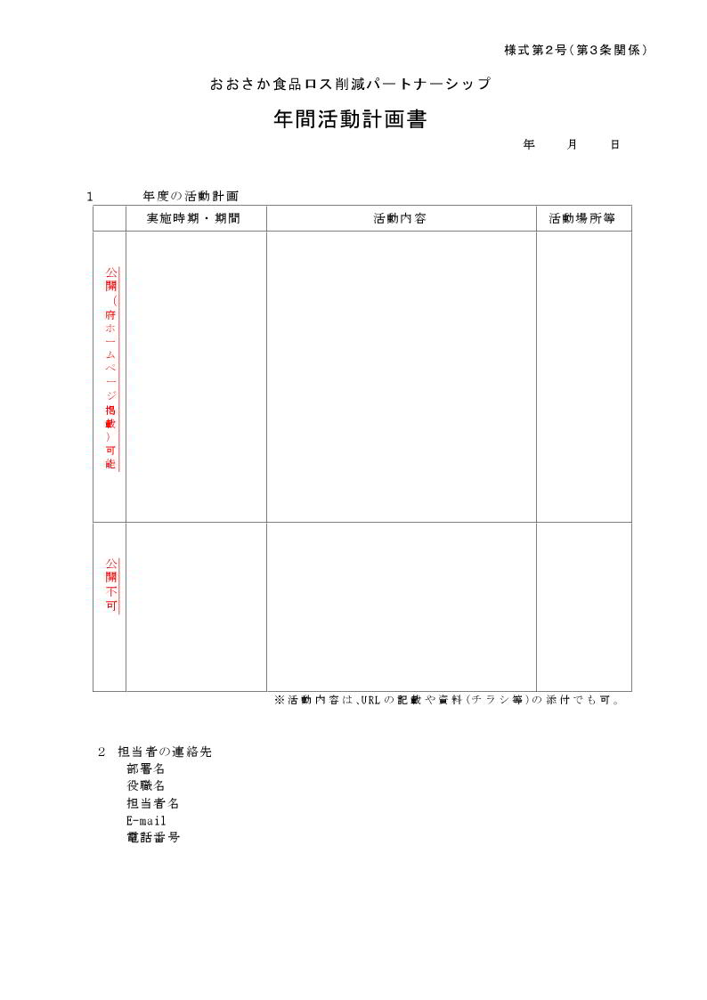 様式第2号(第3条関係)
おおさか食品ロス削減パートナーシップ
年間活動計画書
年　　月　　日
1　　　年度の活動計画
実施時期・期間　活動内容　活動場所等
公開(府ホームページ掲載)可能
公開不可
※活動内容は、URLの記載や資料(チラシ等)の添付でも可。
2　担当者の連絡先
部署名
役職名
担当者名
E-mail
電話番号